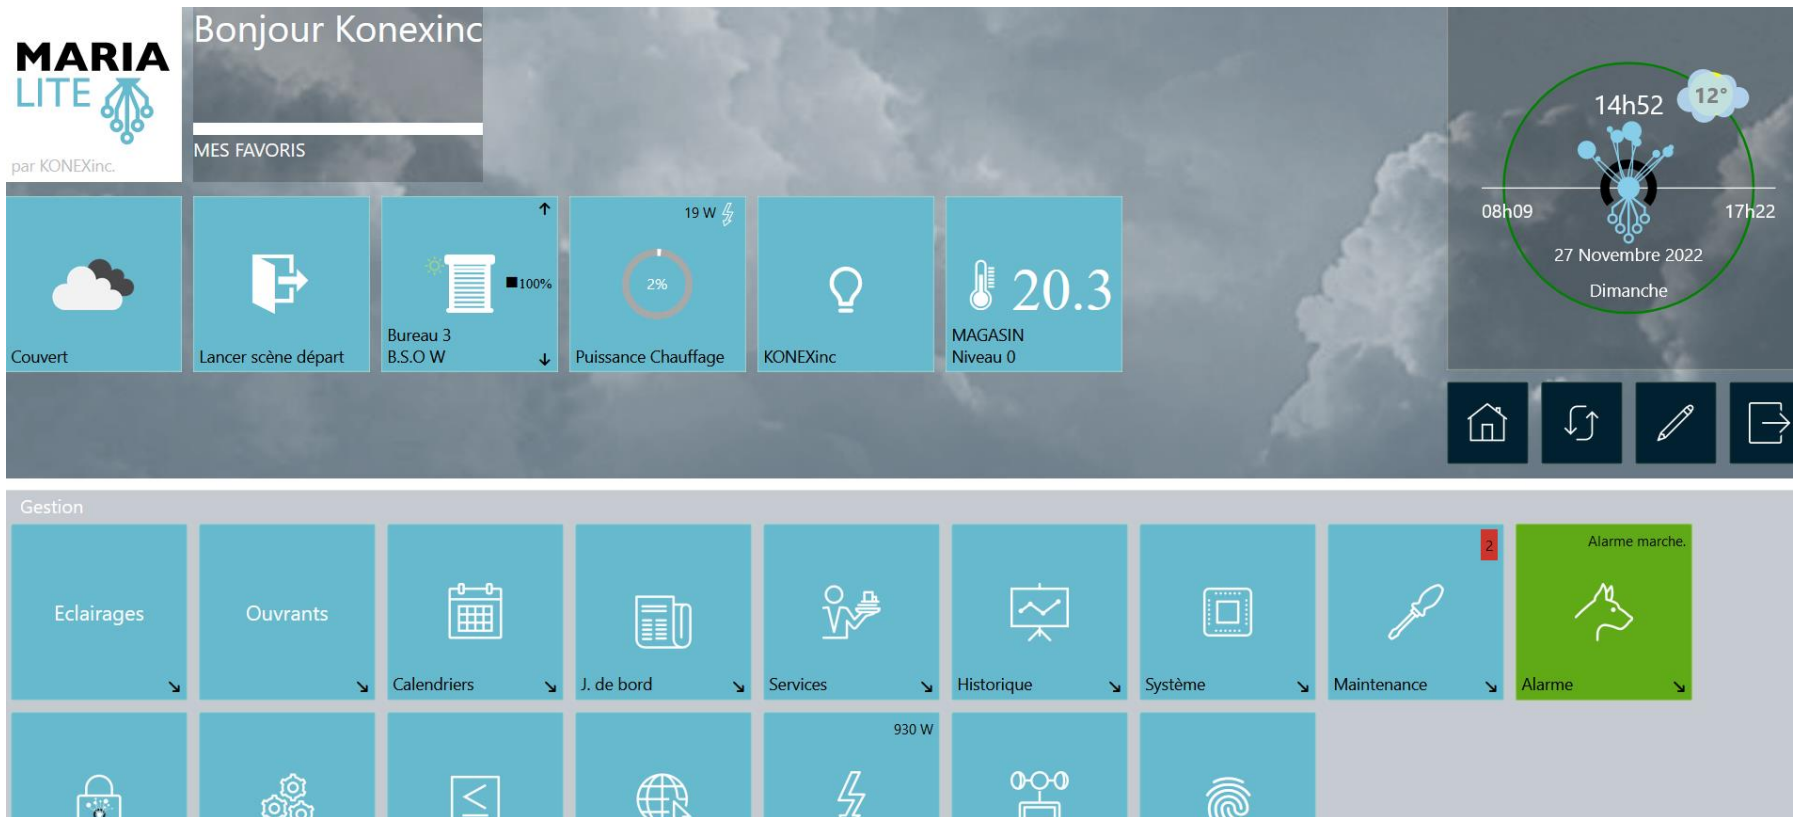 MARIA
LITE
par KONEXinc.
Bonjour Konexinc
MES FAVORIS
14h52
12°
08h09
17h22
27 Novembre 2022
Dimanche
Couvert
Lancer scène départ
100%
Bureau 3
B.S.O W
19 W
2%
Puissance Chauffage
KONEXinc
20.3
MAGASIN
Niveau 0
Gestion
Eclairages
Ouvrants
Calendriers
J. de bord
Services
Historique
Système
2
Maintenance
Alarme marche.
Alarme
930 W